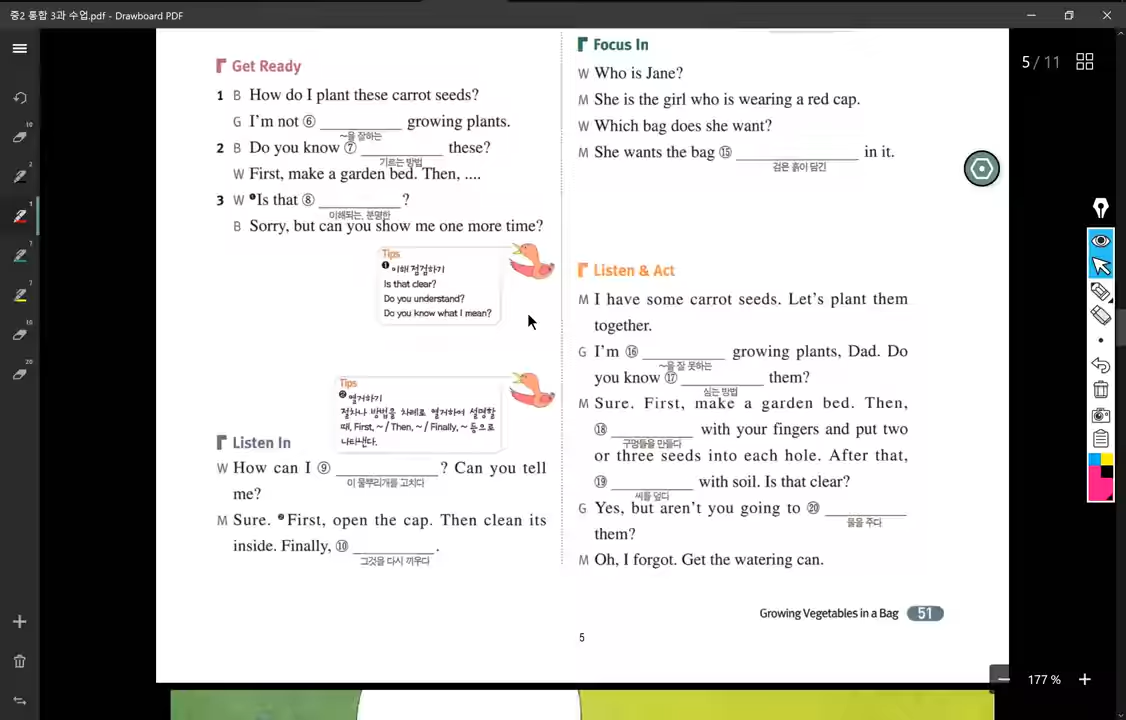 중2 통합 3과 수업.pdf - Drawboard PDF
5 / 11
Get Ready
1 B How do I plant these carrot seeds?
G I'm not ⑥ ________ growing plants.
~을 잘하는
2 B Do you know ⑦ ________ these?
기르는 방법
W First, make a garden bed. Then, ....
3 W ❶Is that ⑧ ________ ?
이해되는, 분명한
B Sorry, but can you show me one more time?
Tips
❶ 이해 점검하기
Is that clear?
Do you understand?
Do you know what I mean?
Tips
❷ 열거하기
절차나 방법을 차례로 열거하여 설명할
때, First, ~ / Then, ~ / Finally, ~ 등으로
나타낸다.
Listen In
W How can I ⑨ __________ ? Can you tell
이 물뿌리개를 고치다
me?
M Sure. ❷First, open the cap. Then clean its
inside. Finally, ⑩ ________ .
그것을 다시 끼우다
Focus In
W Who is Jane?
M She is the girl who is wearing a red cap.
W Which bag does she want?
M She wants the bag ⑮ ____________ in it.
검은 흙이 담긴
Listen & Act
M I have some carrot seeds. Let's plant them
together.
G I'm ⑯ ________ growing plants, Dad. Do
~을 잘 못하는
you know ⑰ ________ them?
심는 방법
M Sure. First, make a garden bed. Then,
⑱ ________ with your fingers and put two
구멍들을 만들다
or three seeds into each hole. After that,
⑲ ________ with soil. Is that clear?
씨를 덮다
G Yes, but aren't you going to ⑳ ________
물을 주다
them?
M Oh, I forgot. Get the watering can.
Growing Vegetables in a Bag 51
5
177 %